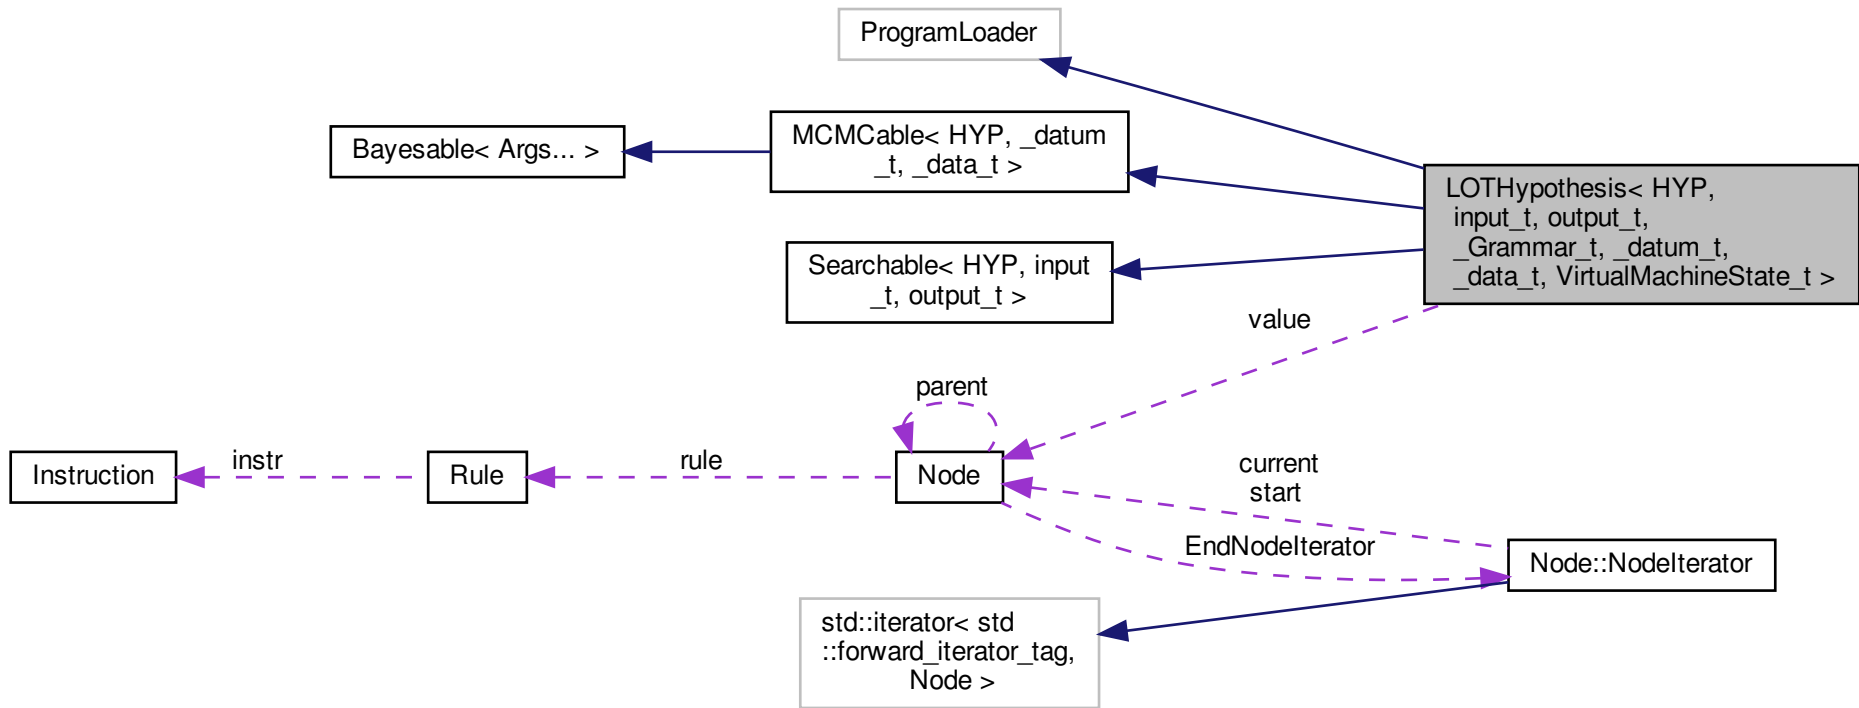 ProgramLoader
Bayesable< Args... >
MCMCable< HYP, _datum
_t, _data_t >
LOTHypothesis< HYP,
input_t, output_t,
_Grammar_t, _datum_t,
_data_t, VirtualMachineState_t >
Searchable< HYP, input
_t, output_t >
value
parent
Instruction
instr
Rule
rule
Node
current
start
EndNodeIterator
Node::NodeIterator
std::iterator< std
::forward_iterator_tag,
Node >